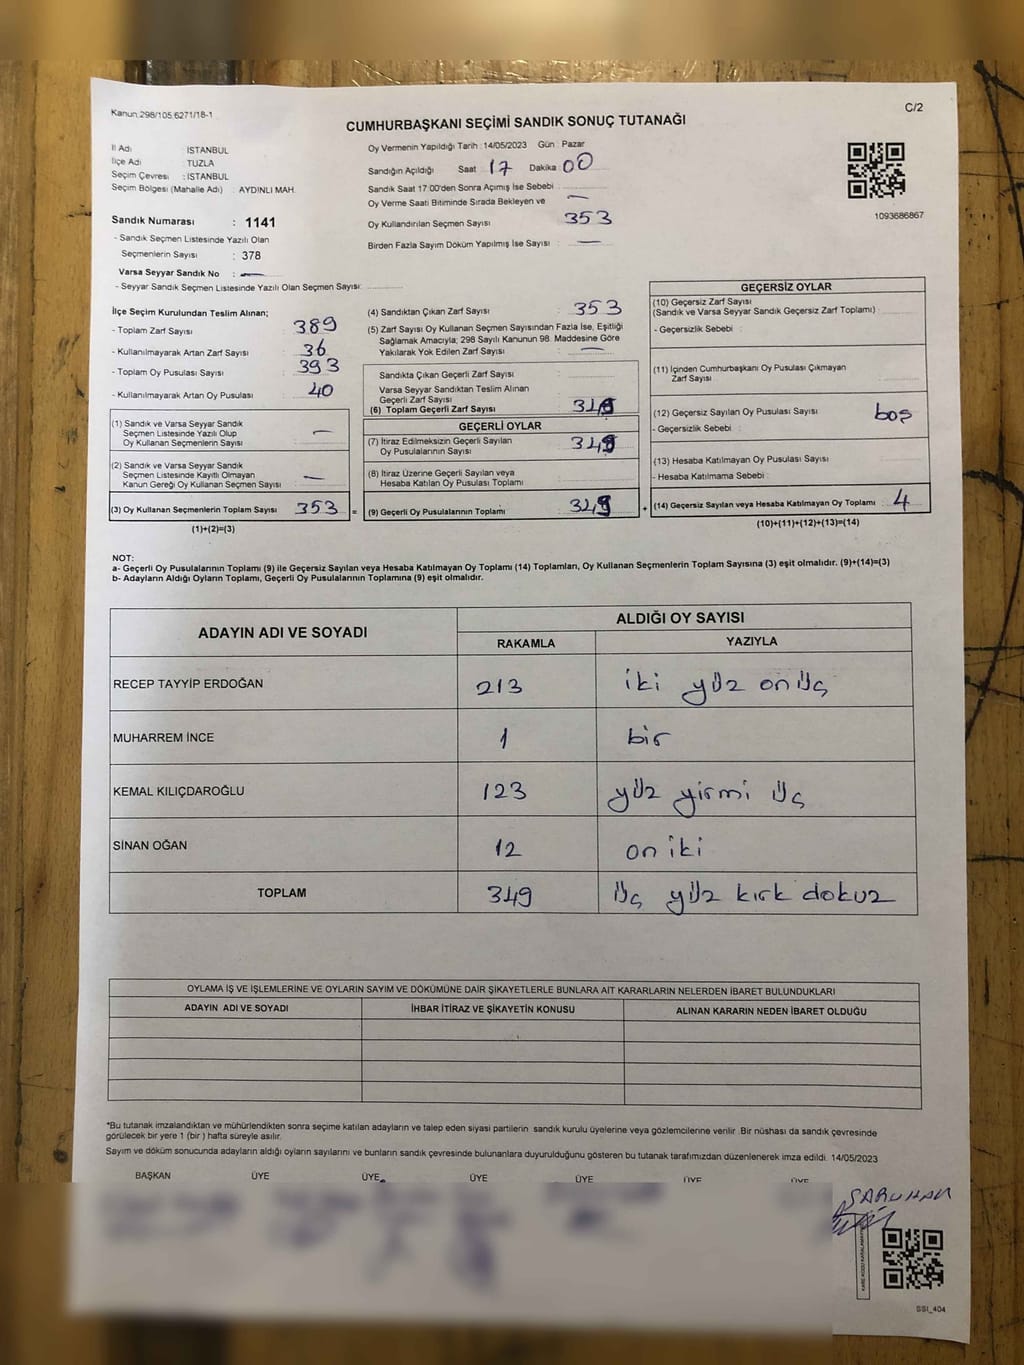 Kanun:298/105,6271/18-1
C/2
CUMHURBAŞKANI SEÇİMİ SANDIK SONUÇ TUTANAĞI
İl Adı : İSTANBUL
İlçe Adı : TUZLA
Seçim Çevresi : İSTANBUL
Seçim Bölgesi (Mahalle Adı) : AYDINLI MAH.
Sandık Numarası : 1141
- Sandık Seçmen Listesinde Yazılı Olan
Seçmenlerin Sayısı : 378
Varsa Seyyar Sandık No : —
- Seyyar Sandık Seçmen Listesinde Yazılı Olan Seçmen Sayısı:
Oy Vermenin Yapıldığı Tarih :14/05/2023 Gün : Pazar
Sandığın Açıldığı Saat 17 Dakika 00
Sandık Saat 17:00'den Sonra Açımış İse Sebebi
Oy Verme Saati Bitiminde Sırada Bekleyen ve —
Oy Kullandırılan Seçmen Sayısı 353
Birden Fazla Sayım Döküm Yapılmış İse Sayısı : —
1093686867
İlçe Seçim Kurulundan Teslim Alınan;
- Toplam Zarf Sayısı : 389
- Kullanılmayarak Artan Zarf Sayısı : 36
- Toplam Oy Pusulası Sayısı : 393
- Kullanılmayarak Artan Oy Pusulası : 40
(1) Sandık ve Varsa Seyyar Sandık
Seçmen Listesinde Yazılı Olup
Oy Kullanan Seçmenlerin Sayısı : —
(2) Sandık ve Varsa Seyyar Sandık
Seçmen Listesinde Kayıtlı Olmayan
Kanun Gereği Oy Kullanan Seçmen Sayısı : —
(3) Oy Kullanan Seçmenlerin Toplam Sayısı 353 =
(1)+(2)=(3)
(4) Sandıktan Çıkan Zarf Sayısı : 353
(5) Zarf Sayısı Oy Kullanan Seçmen Sayısından Fazla İse, Eşitliği
Sağlamak Amacıyla; 298 Sayılı Kanunun 98. Maddesine Göre
Yakılarak Yok Edilen Zarf Sayısı : —
Sandıkta Çıkan Geçerli Zarf Sayısı :
Varsa Seyyar Sandıktan Teslim Alınan
Geçerli Zarf Sayısı :
(6) Toplam Geçerli Zarf Sayısı :
GEÇERLİ OYLAR
(7) İtiraz Edilmeksizin Geçerli Sayılan
Oy Pusulalarının Sayısı : 349
(8) İtiraz Üzerine Geçerli Sayılan veya
Hesaba Katılan Oy Pusulası Toplamı :
(9) Geçerli Oy Pusulalarının Toplamı : 349 +
GEÇERSİZ OYLAR
(10) Geçersiz Zarf Sayısı
(Sandık ve Varsa Seyyar Sandık Geçersiz Zarf Toplamı) :
- Geçersizlik Sebebi :
(11) İçinden Cumhurbaşkanı Oy Pusulası Çıkmayan
Zarf Sayısı :
(12) Geçersiz Sayılan Oy Pusulası Sayısı : boş
- Geçersizlik Sebebi :
(13) Hesaba Katılmayan Oy Pusulası Sayısı :
- Hesaba Katılmama Sebebi :
(14) Geçersiz Sayılan veya Hesaba Katılmayan Oy Toplamı : 4
(10)+(11)+(12)+(13)=(14)
NOT:
a- Geçerli Oy Pusulalarının Toplamı (9) ile Geçersiz Sayılan veya Hesaba Katılmayan Oy Toplamı (14) Toplamları, Oy Kullanan Seçmenlerin Toplam Sayısına (3) eşit olmalıdır. (9)+(14)=(3)
b- Adayların Aldığı Oyların Toplamı, Geçerli Oy Pusulalarının Toplamına (9) eşit olmalıdır.
ADAYIN ADI VE SOYADI
ALDIĞI OY SAYISI
RAKAMLA YAZIYLA
RECEP TAYYİP ERDOĞAN 213 iki yüz on üç
MUHARREM İNCE 1 bir
KEMAL KILIÇDAROĞLU 123 yüz yirmi üç
SİNAN OĞAN 12 on iki
TOPLAM 349 üç yüz kırk dokuz
OYLAMA İŞ VE İŞLEMLERİNE VE OYLARIN SAYIM VE DÖKÜMÜNE DAİR ŞİKAYETLERLE BUNLARA AİT KARARLARIN NELERDEN İBARET BULUNDUKLARI
ADAYIN ADI VE SOYADI İHBAR İTİRAZ VE ŞİKAYETİN KONUSU ALINAN KARARIN NEDEN İBARET OLDUĞU
*Bu tutanak imzalandıktan ve mühürlendikten sonra seçime katılan adayların ve talep eden siyasi partilerin sandık kurulu üyelerine veya gözlemcilerine verilir .Bir nüshası da sandık çevresinde
görülecek bir yere 1 (bir ) hafta süreyle asılır.
Sayım ve döküm sonucunda adayların aldığı oyların sayılarını ve bunların sandık çevresinde bulunanlara duyurulduğunu gösteren bu tutanak tarafımızdan düzenlenerek imza edildi. 14/05/2023
BAŞKAN ÜYE ÜYE ÜYE ÜYE ÜYE ÜYE
SARUHAN
SSI_404